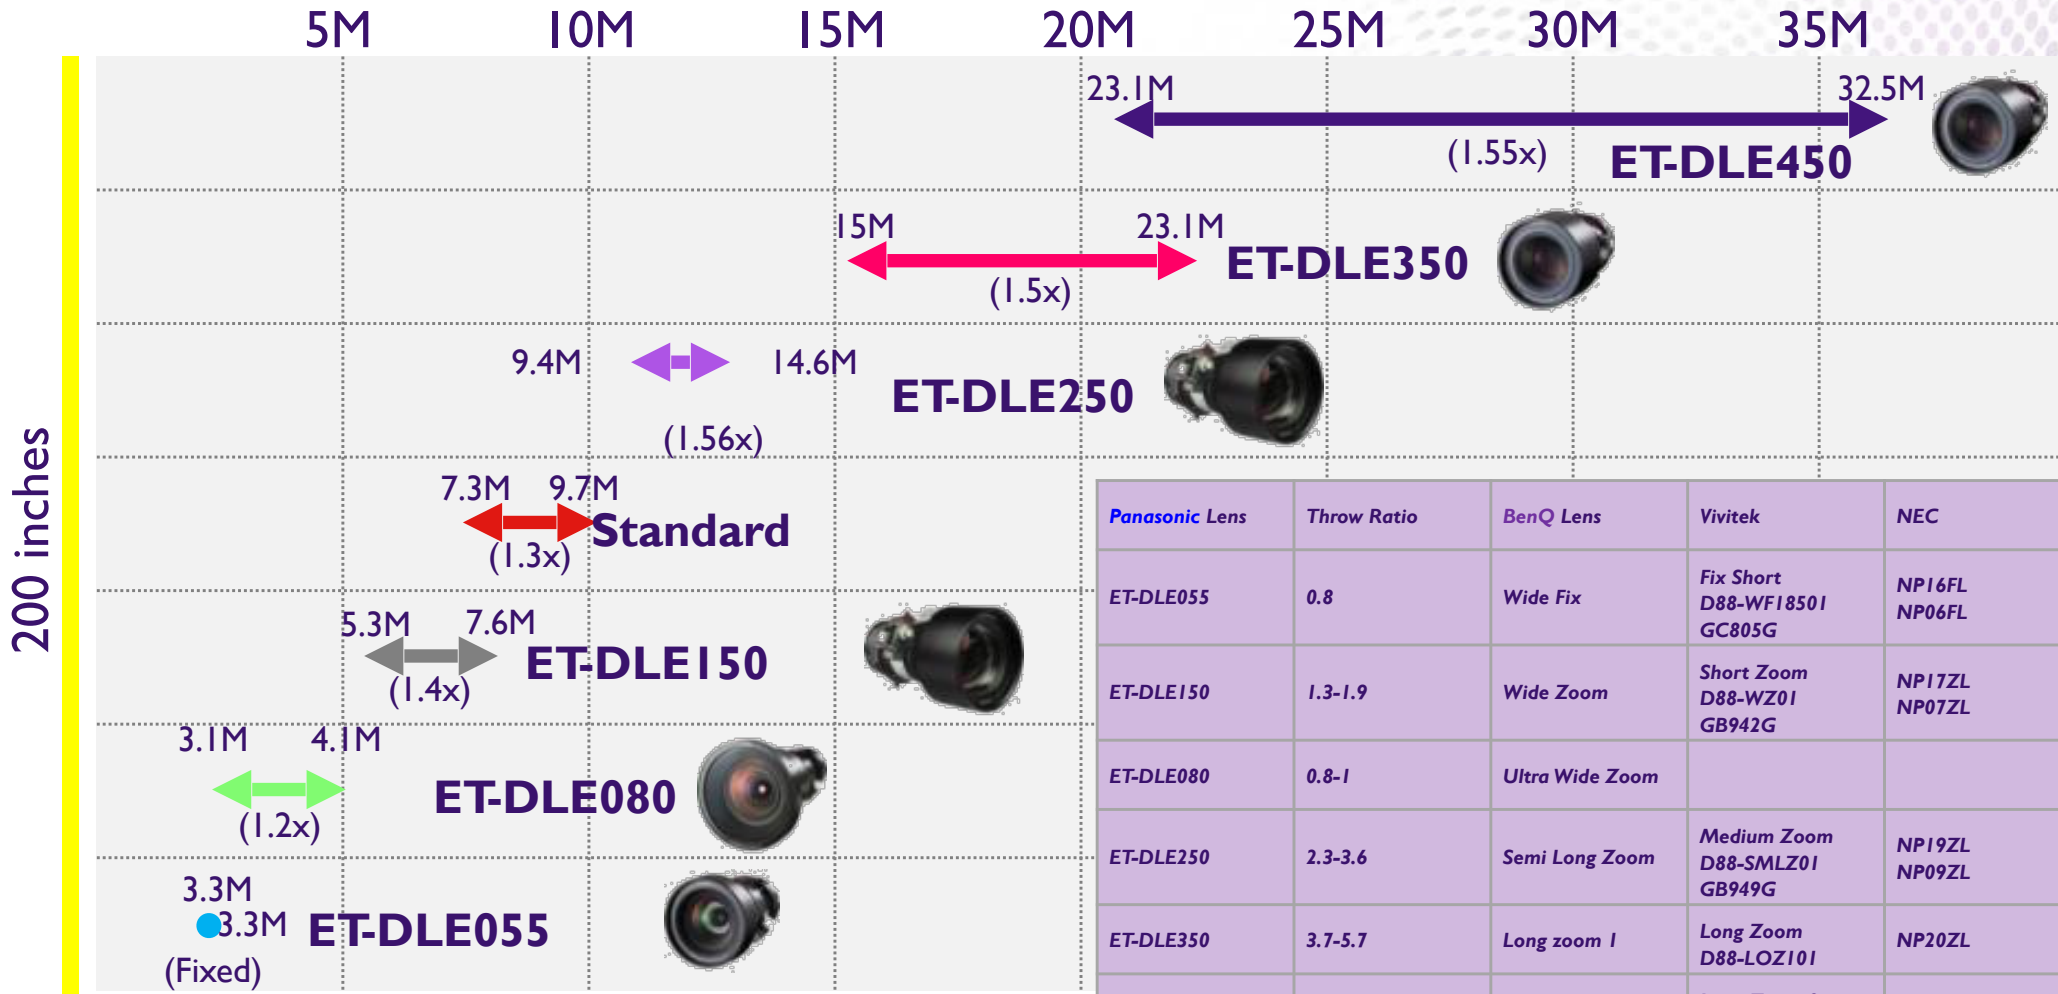 5M 10M 15M 20M 25M 30M 35M
200 inches
23.1M 32.5M
(1.55x)
ET-DLE450
15M 23.1M
(1.5x)
ET-DLE350
9.4M 14.6M
(1.56x)
ET-DLE250
7.3M 9.7M
(1.3x)
Standard
5.3M 7.6M
(1.4x)
ET-DLE150
3.1M 4.1M
(1.2x)
ET-DLE080
3.3M
3.3M
(Fixed)
ET-DLE055
Panasonic Lens Throw Ratio BenQ Lens Vivitek NEC
ET-DLE055 0.8 Wide Fix Fix Short
D88-WF18501
GC805G
NP16FL
NP06FL
ET-DLE150 1.3-1.9 Wide Zoom Short Zoom
D88-WZ01
GB942G
NP17ZL
NP07ZL
ET-DLE080 0.8-1 Ultra Wide Zoom
ET-DLE250 2.3-3.6 Semi Long Zoom Medium Zoom
D88-SMLZ01
GB949G
NP19ZL
NP09ZL
ET-DLE350 3.7-5.7 Long zoom 1 Long Zoom
D88-LOZ101
NP20ZL